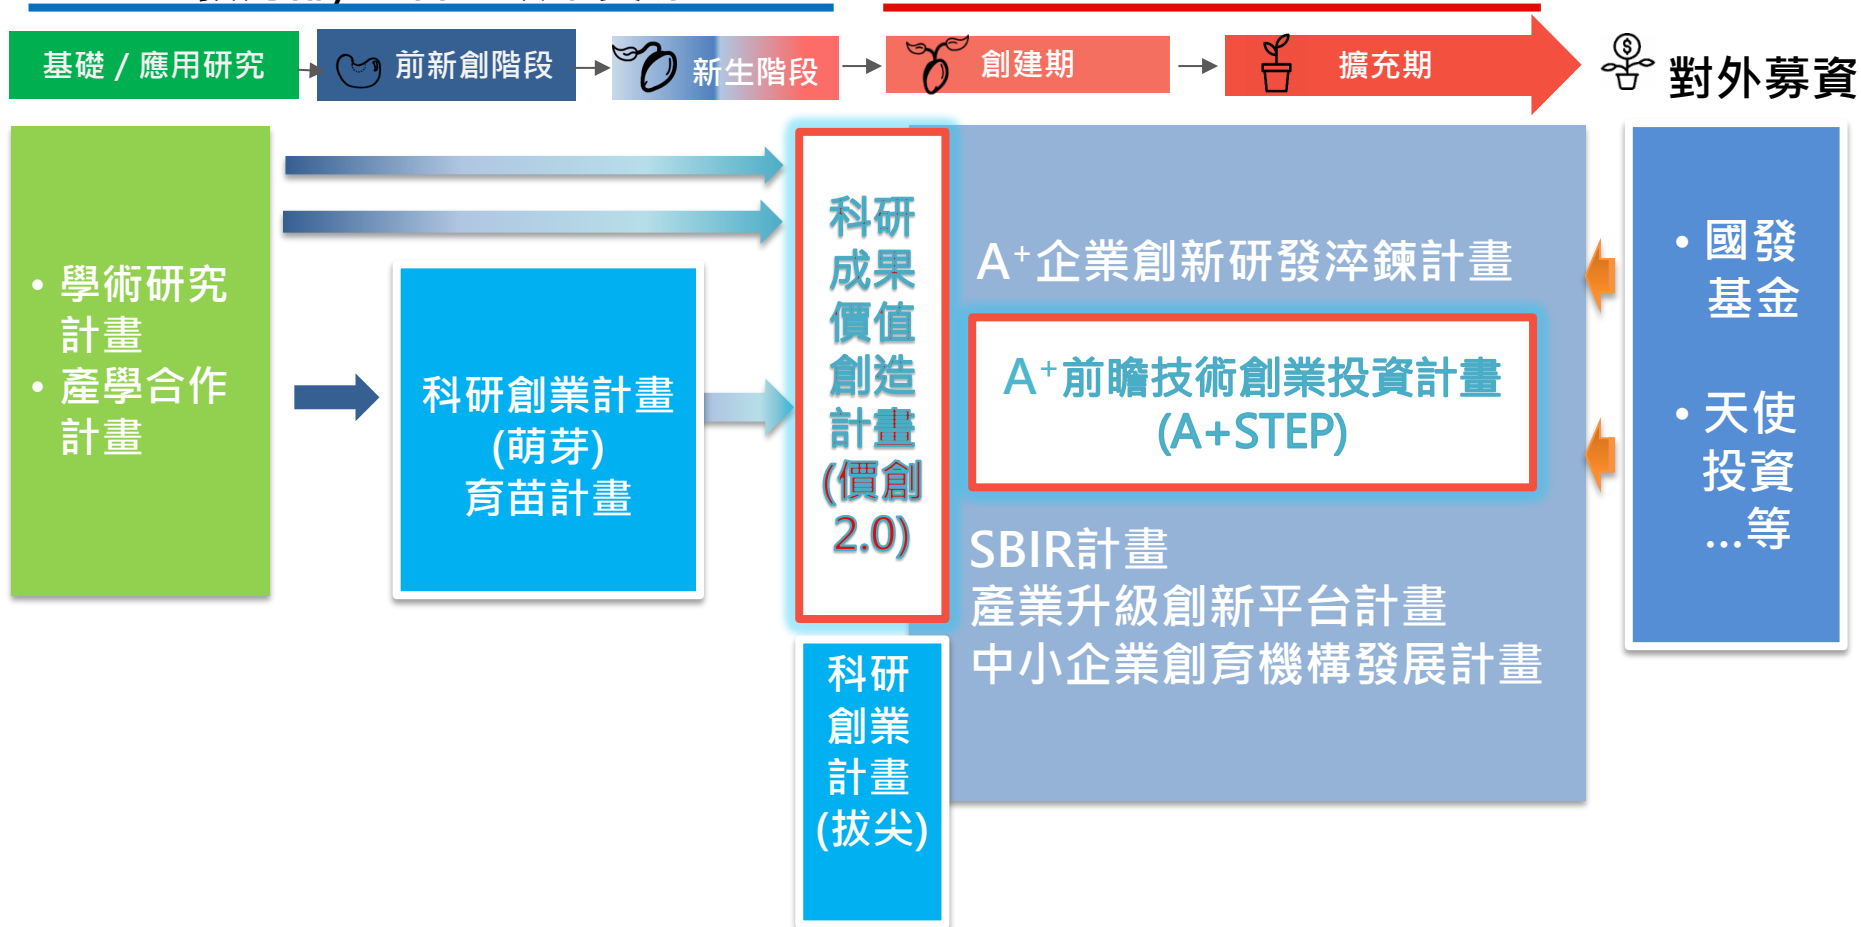 基礎 / 應用研究
前新創階段
新生階段
創建期
擴充期
對外募資
• 學術研究
計畫
• 產學合作
計畫
科研創業計畫
(萌芽)
育苗計畫
科研
成果
價值
創造
計畫
(價創
2.0)
科研
創業
計畫
(拔尖)
A⁺企業創新研發淬鍊計畫
A⁺前瞻技術創業投資計畫
(A+STEP)
SBIR計畫
產業升級創新平台計畫
中小企業創育機構發展計畫
• 國發
基金
• 天使
投資
...等